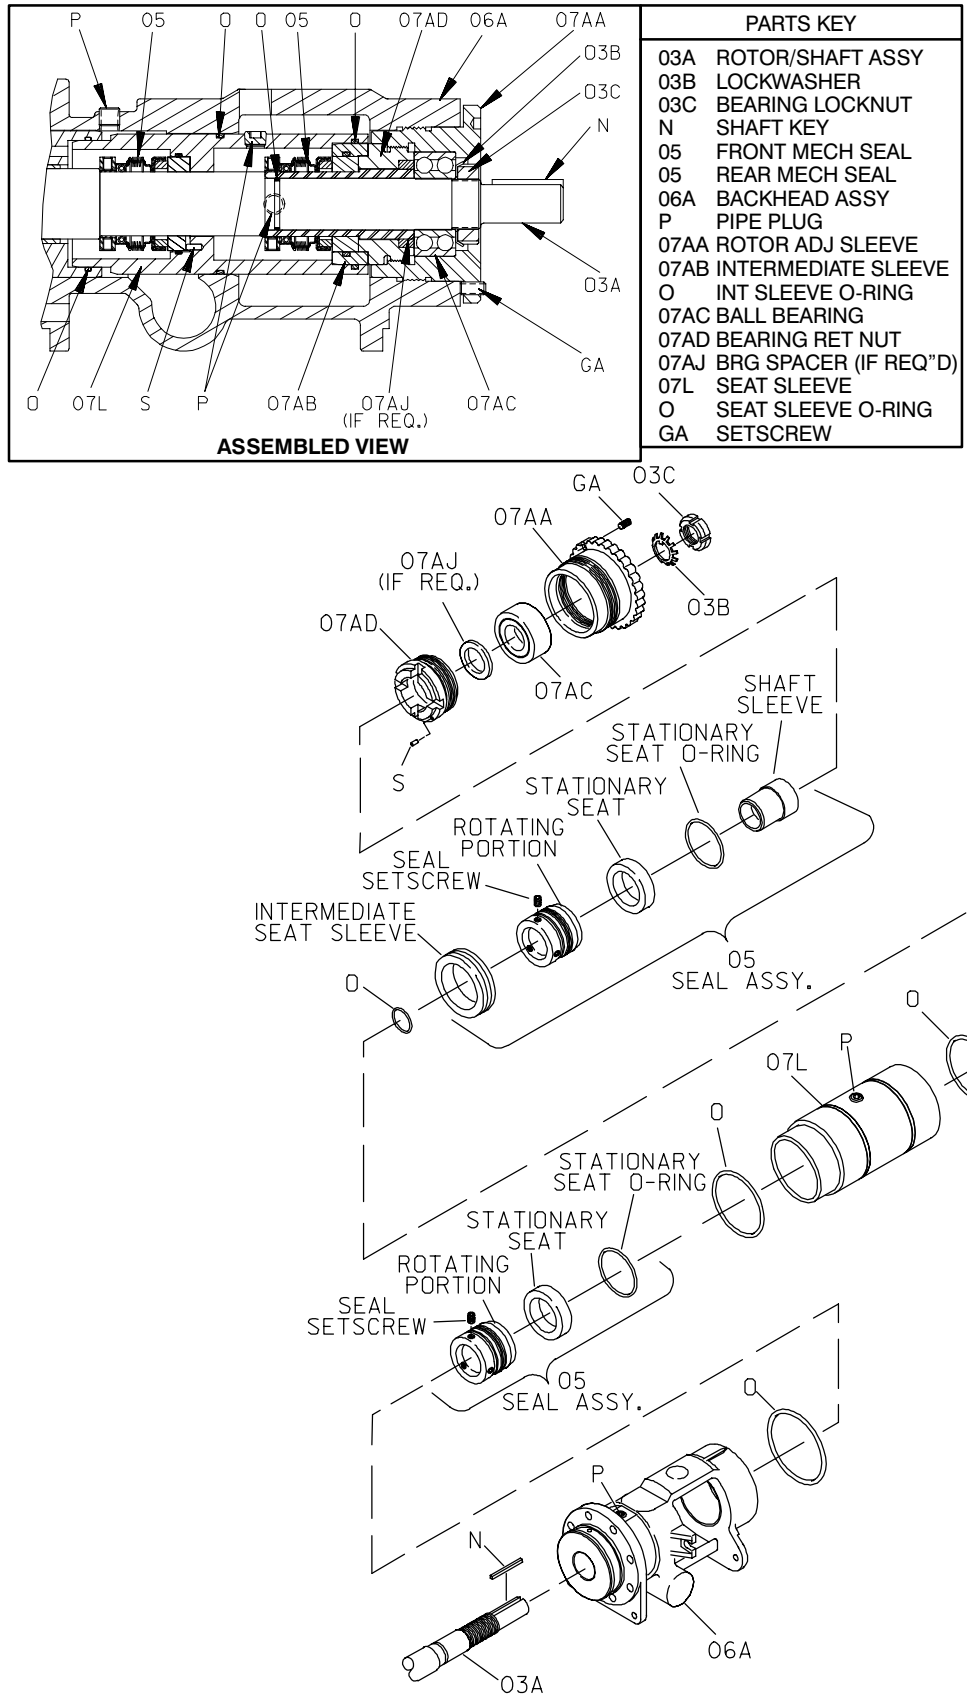 P 05 O O 05 O 07AD 06A 07AA
03B
03C
N
03A
GA
O 07L S P 07AB 07AJ 07AC
(IF REQ.)
ASSEMBLED VIEW
PARTS KEY
03A ROTOR/SHAFT ASSY
03B LOCKWASHER
03C BEARING LOCKNUT
N SHAFT KEY
05 FRONT MECH SEAL
05 REAR MECH SEAL
06A BACKHEAD ASSY
P PIPE PLUG
07AA ROTOR ADJ SLEEVE
07AB INTERMEDIATE SLEEVE
O INT SLEEVE O-RING
07AC BALL BEARING
07AD BEARING RET NUT
07AJ BRG SPACER (IF REQ"D)
07L SEAT SLEEVE
O SEAT SLEEVE O-RING
GA SETSCREW
GA
03C
07AA
07AJ
(IF REQ.)
03B
07AD
07AC
S
SHAFT
SLEEVE
STATIONARY
SEAT O-RING
STATIONARY
SEAT
ROTATING
PORTION
SEAL
SETSCREW
INTERMEDIATE
SEAT SLEEVE
05
SEAL ASSY.
O
O
P
07L
O
STATIONARY
SEAT O-RING
STATIONARY
SEAT
ROTATING
PORTION
SEAL
SETSCREW
05
SEAL ASSY.
O
P
N
06A
03A